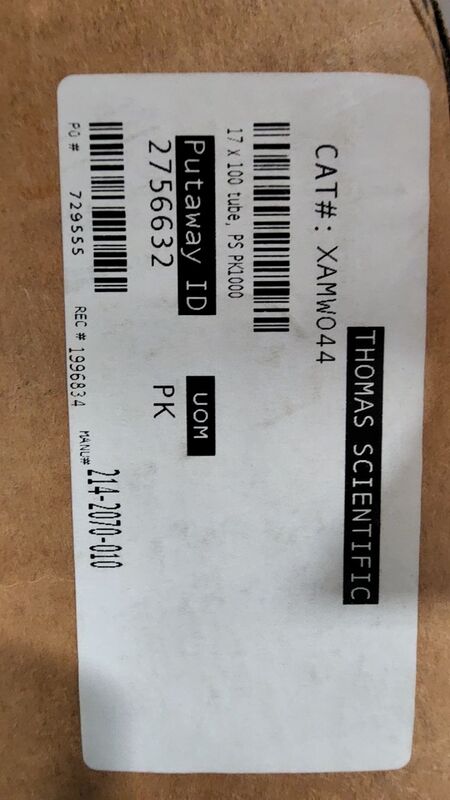 THOMAS SCIENTIFIC
CAT#: XAMW044
17 x 100 tube, PS PK1000
Putaway ID UOM
2756632 PK
PO # 729555 REC # 1996834 MANU# 214-2070-010